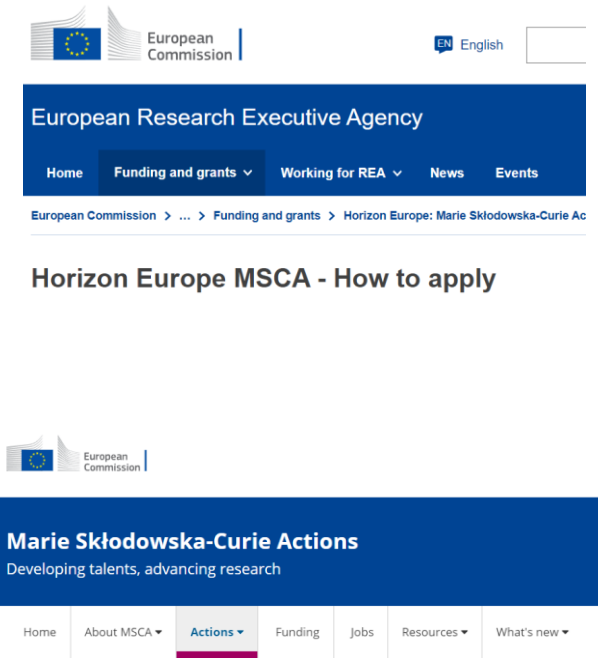 European
Commission
EN English
European Research Executive Agency
Home Funding and grants Working for REA News Events
European Commission > ... > Funding and grants > Horizon Europe: Marie Skłodowska-Curie Ac
Horizon Europe MSCA - How to apply
European
Commission
Marie Skłodowska-Curie Actions
Developing talents, advancing research
Home About MSCA Actions Funding Jobs Resources What's new